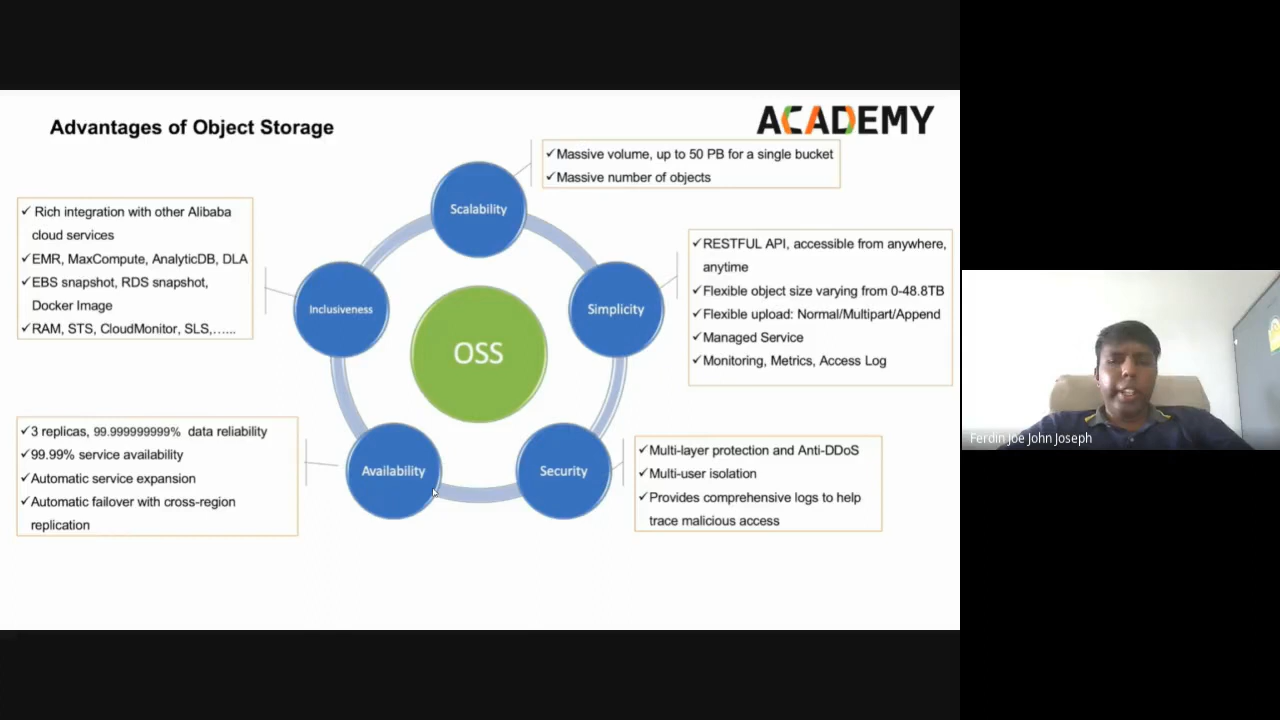 Advantages of Object Storage
ACADEMY
✓Massive volume, up to 50 PB for a single bucket
✓Massive number of objects
Scalability
✓ Rich integration with other Alibaba
cloud services
✓EMR, MaxCompute, AnalyticDB, DLA
✓EBS snapshot, RDS snapshot,
Docker Image
✓RAM, STS, CloudMonitor, SLS,......
Inclusiveness
Simplicity
✓RESTFUL API, accessible from anywhere,
anytime
✓Flexible object size varying from 0-48.8TB
✓Flexible upload: Normal/Multipart/Append
✓Managed Service
✓Monitoring, Metrics, Access Log
OSS
✓3 replicas, 99.999999999% data reliability
✓99.99% service availability
✓Automatic service expansion
✓Automatic failover with cross-region
replication
Availability
Security
✓Multi-layer protection and Anti-DDoS
✓Multi-user isolation
✓Provides comprehensive logs to help
trace malicious access
Ferdin Joe John Joseph